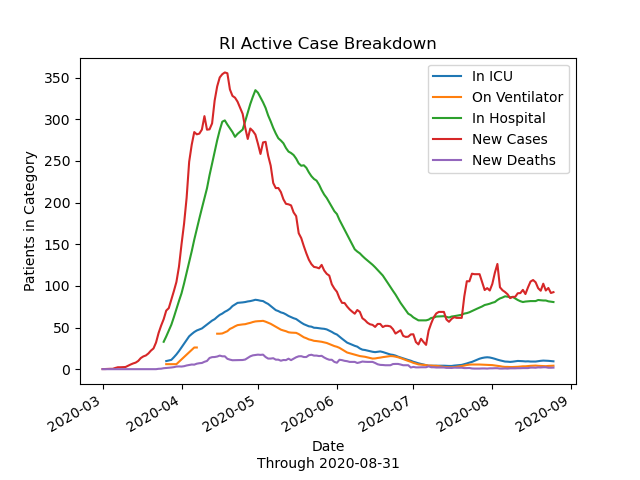 RI Active Case Breakdown
In ICU
On Ventilator
In Hospital
New Cases
New Deaths
Patients in Category
350
300
250
200
150
100
50
0
2020-03
2020-04
2020-05
2020-06
2020-07
2020-08
2020-09
Date
Through 2020-08-31